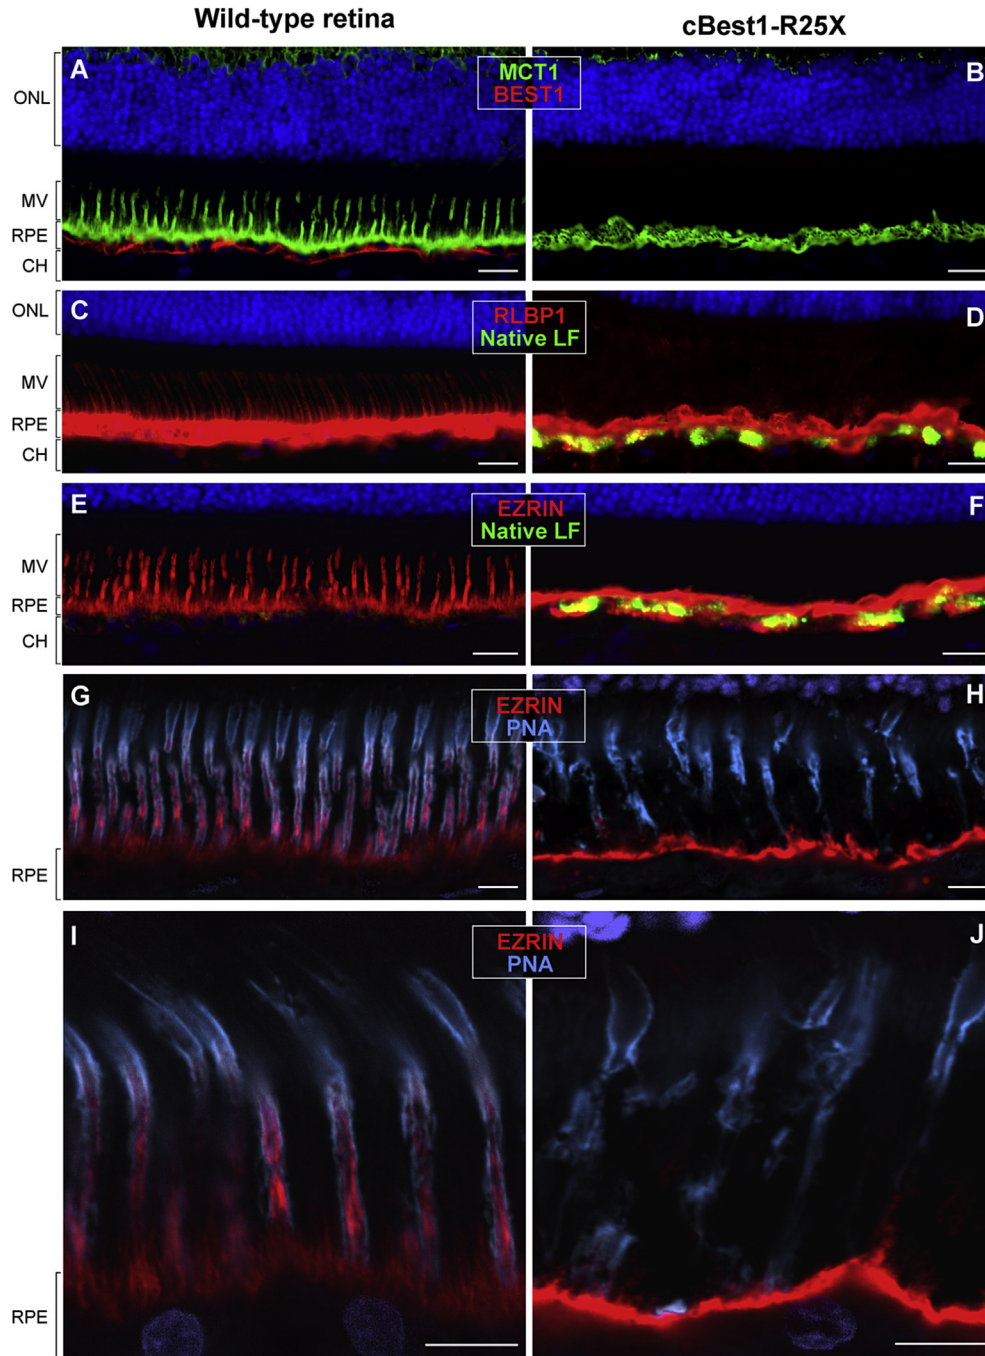 Wild-type retina
cBest1-R25X
A
MCT1
BEST1
B
ONL
MV
RPE
CH
C
RLBP1
Native LF
D
ONL
MV
RPE
CH
E
EZRIN
Native LF
F
MV
RPE
CH
G
EZRIN
PNA
H
RPE
I
EZRIN
PNA
J
RPE